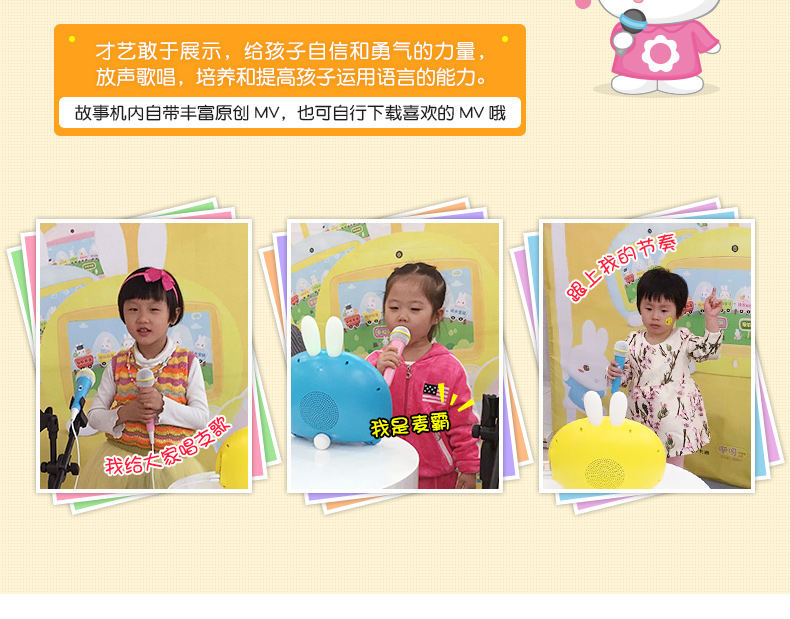 才艺敢于展示，给孩子自信和勇气的力量，
放声歌唱，培养和提高孩子运用语言的能力。
故事机内自带丰富原创 MV，也可自行下载喜欢的 MV 哦
我给大家唱支歌
我是麦霸
跟上我的节奏